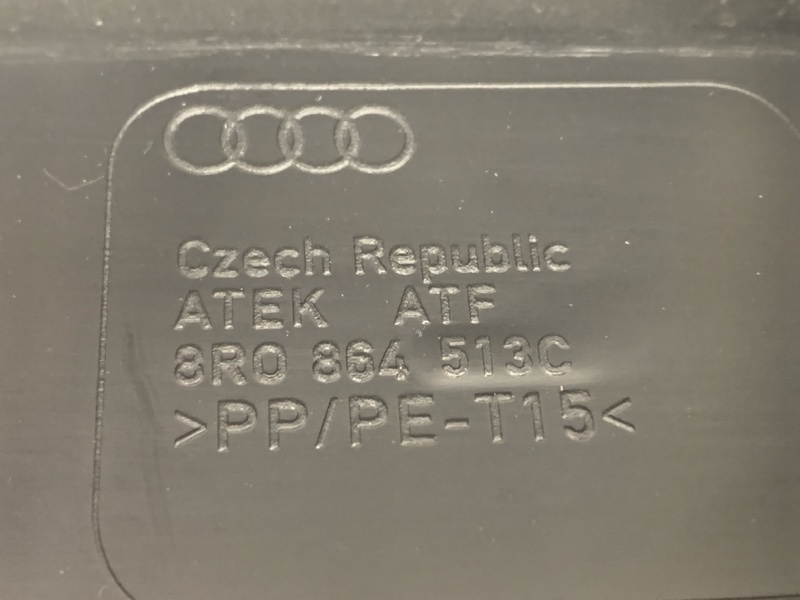 Czech Republic
ATEK ATF
8R0 864 513C
>PP/PE-T15<